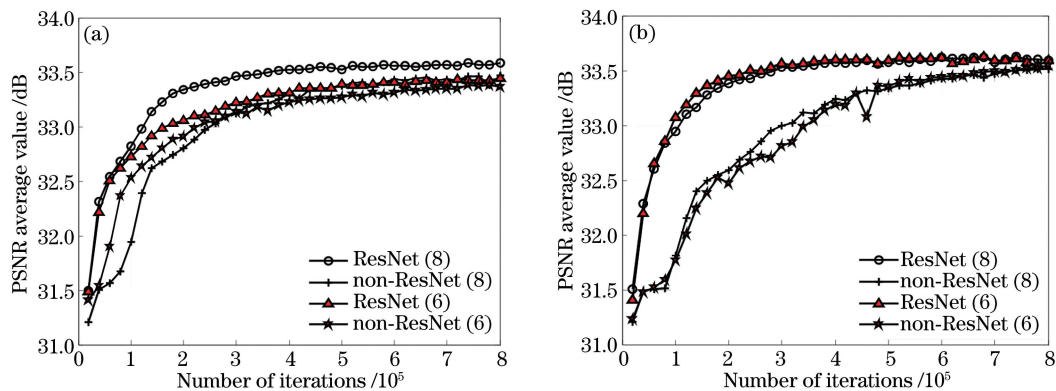 (a)
34.0
33.5
33.0
32.5
32.0
31.5
31.0
PSNR average value /dB
0 1 2 3 4 5 6 7 8
Number of iterations /10⁵
ResNet (8)
non-ResNet (8)
ResNet (6)
non-ResNet (6)
(b)
34.0
33.5
33.0
32.5
32.0
31.5
31.0
PSNR average value /dB
0 1 2 3 4 5 6 7 8
Number of iterations /10⁵
ResNet (8)
non-ResNet (8)
ResNet (6)
non-ResNet (6)